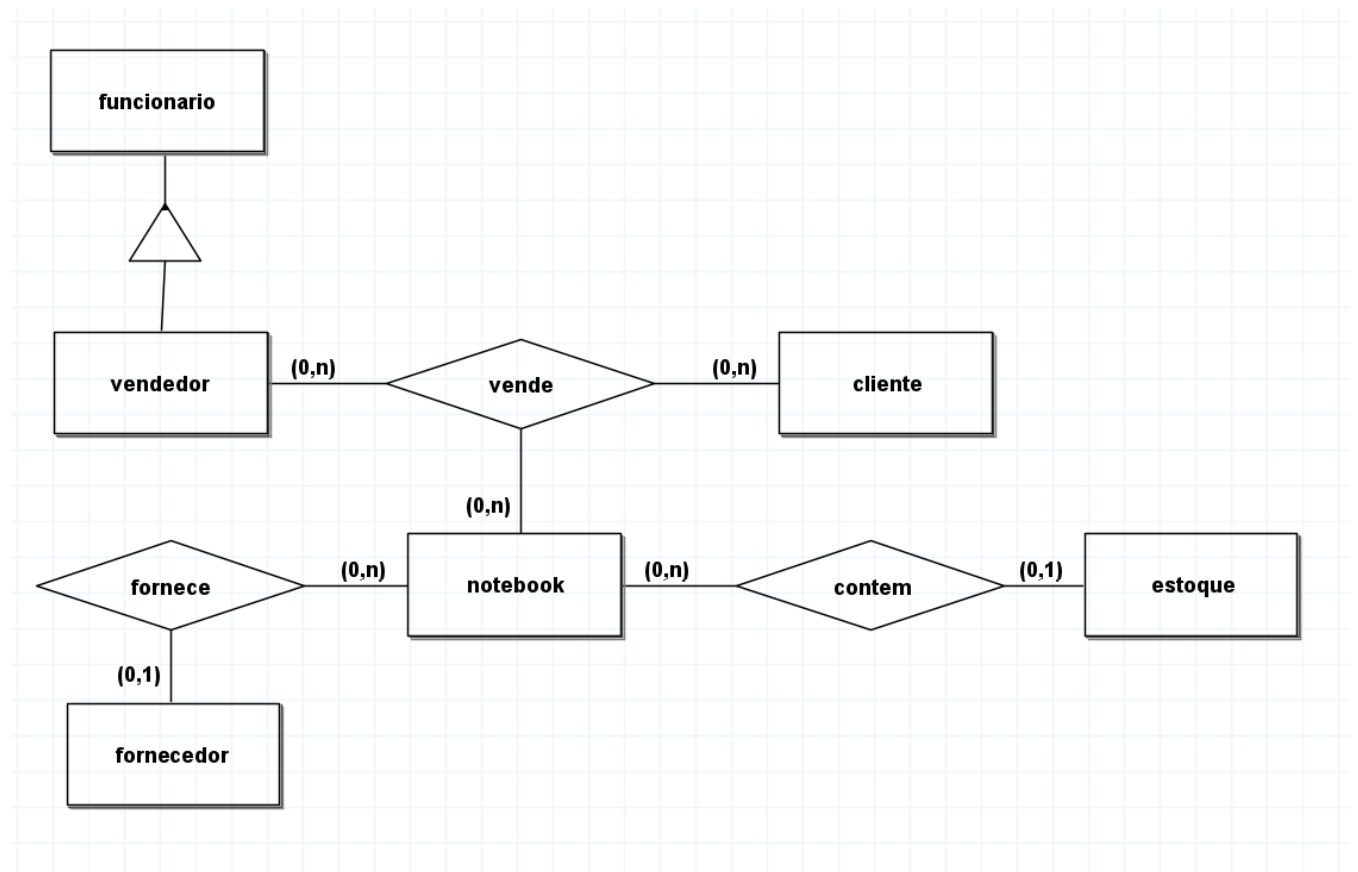 funcionario
(0,n)
(0,n)
vendedor
vende
cliente
(0,n)
(0,n)
(0,n)
(0,1)
fornece
notebook
contem
estoque
(0,1)
fornecedor